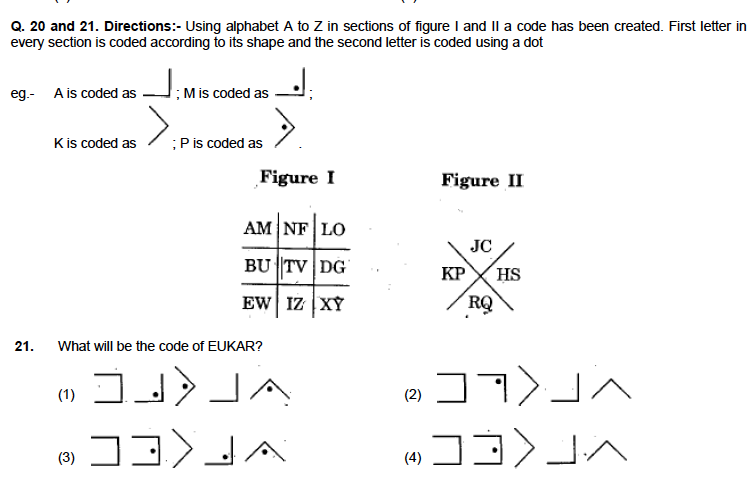 Q. 20 and 21. Directions:- Using alphabet A to Z in sections of figure I and II a code has been created. First letter in
every section is coded according to its shape and the second letter is coded using a dot
eg.- A is coded as ; M is coded as ;
K is coded as ; P is coded as .
Figure I Figure II
AM NF LO
JC
BU TV DG
KP HS
EW IZ XY
RQ
21. What will be the code of EUKAR?
(1) (2)
(3) (4)